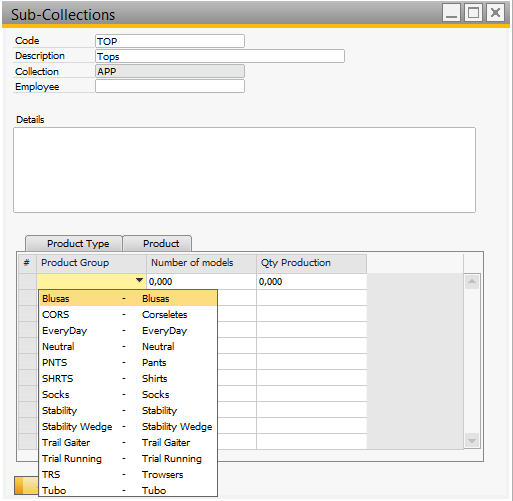 Sub-Collections
Code TOP
Description Tops
Collection APP
Employee
Details
Product Type Product
# Product Group Number of models Qty Production
0,000 0,000
Blusas - Blusas
CORS - Corseletes
EveryDay - EveryDay
Neutral - Neutral
PNTS - Pants
SHRTS - Shirts
Socks - Socks
Stability - Stability
Stability Wedge - Stability Wedge
Trail Gaiter - Trail Gaiter
Trial Running - Trial Running
TRS - Trowsers
Tubo - Tubo